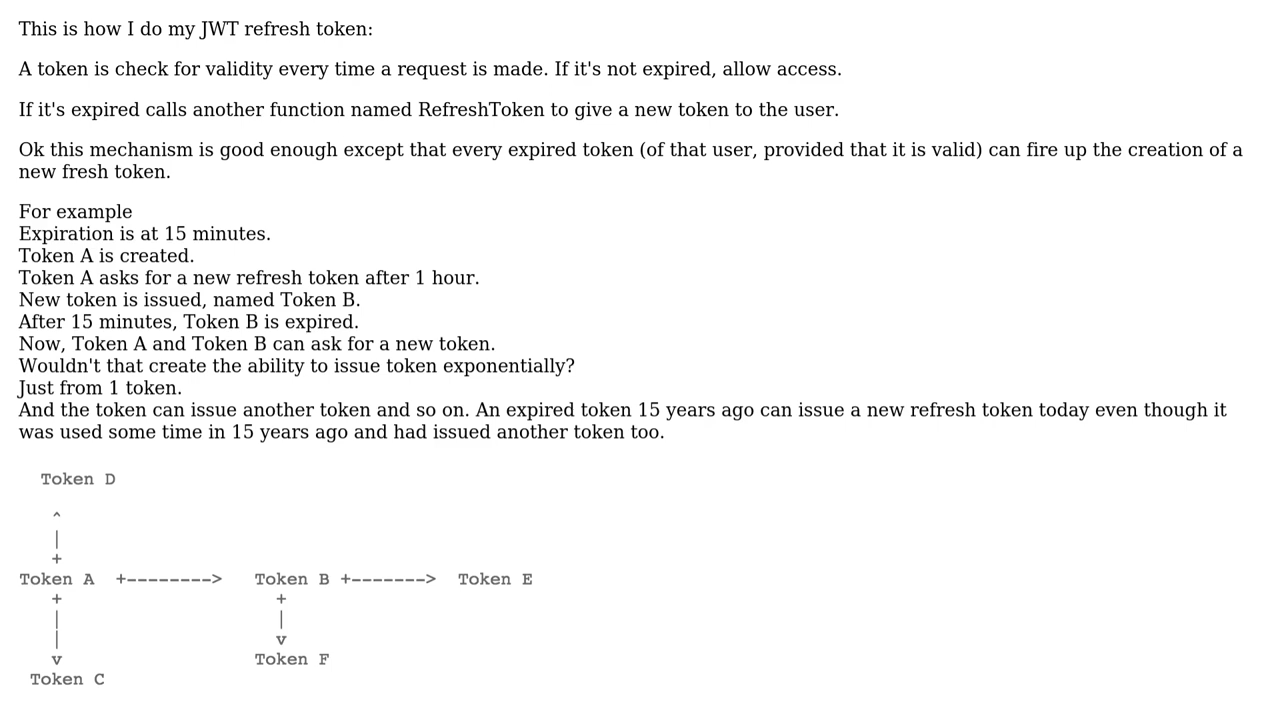 This is how I do my JWT refresh token:
A token is check for validity every time a request is made. If it's not expired, allow access.
If it's expired calls another function named RefreshToken to give a new token to the user.
Ok this mechanism is good enough except that every expired token (of that user, provided that it is valid) can fire up the creation of a
new fresh token.
For example
Expiration is at 15 minutes.
Token A is created.
Token A asks for a new refresh token after 1 hour.
New token is issued, named Token B.
After 15 minutes, Token B is expired.
Now, Token A and Token B can ask for a new token.
Wouldn't that create the ability to issue token exponentially?
Just from 1 token.
And the token can issue another token and so on. An expired token 15 years ago can issue a new refresh token today even though it
was used some time in 15 years ago and had issued another token too.
Token D
^
|
+
Token A +--------> Token B +-------> Token E
+ +
| |
| v
v Token F
Token C